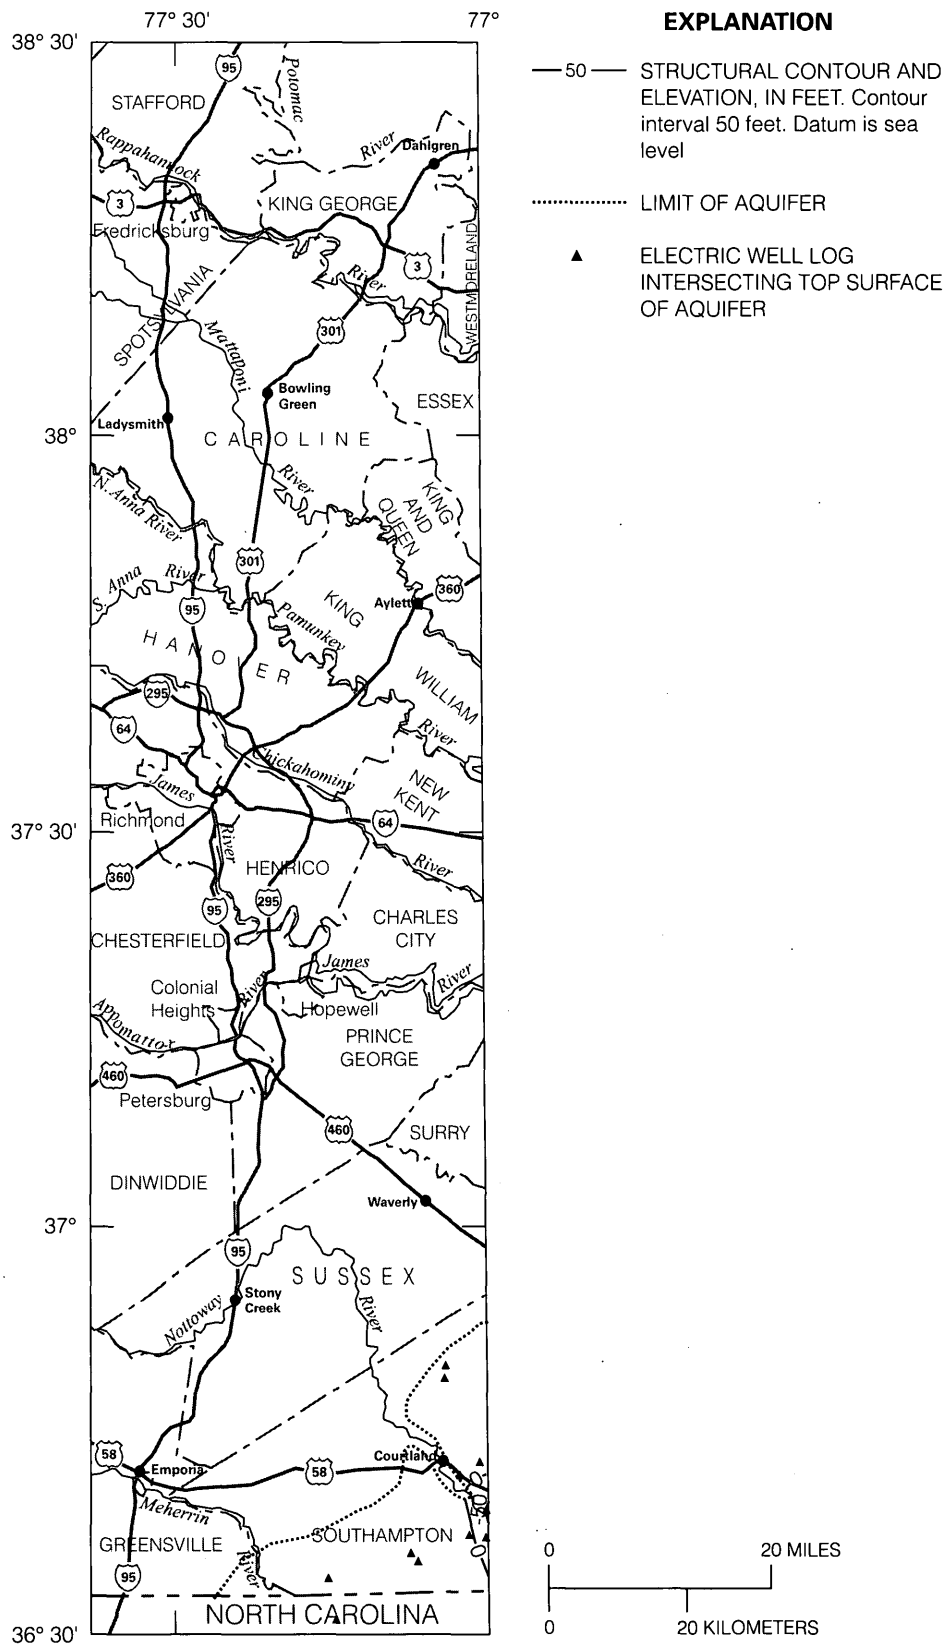 77° 30'
77°
EXPLANATION
38° 30'
50
STRUCTURAL CONTOUR AND
ELEVATION, IN FEET. Contour
interval 50 feet. Datum is sea
level
LIMIT OF AQUIFER
ELECTRIC WELL LOG
INTERSECTING TOP SURFACE
OF AQUIFER
95
Potomac
STAFFORD
River
Dahlgren
Rappahannock
3
KING GEORGE
Fredricksburg
WESTMORELAND
3
River
SPOTSYLVANIA
301
Mattaponi
Bowling
Green
ESSEX
Ladysmith
38°
CAROLINE
River
KING
AND
QUEEN
N. Anna River
301
S. Anna
River
360
Aylett
KING
95
Pamunkey
HANOVER
WILLIAM
295
64
River
Chickahominy
James
NEW
KENT
Richmond
64
37° 30'
River
HENRICO
River
360
295
95
CHARLES
CITY
CHESTERFIELD
James
River
Colonial
Heights
River
Hopewell
Appomattox
PRINCE
GEORGE
460
Petersburg
460
SURRY
DINWIDDIE
Waverly
37°
95
SUSSEX
Stony
Creek
Nottoway
River
58
Courtland
Emporia
58
-50
Meherrin
SOUTHAMPTON
GREENSVILLE
0
River
95
NORTH CAROLINA
36° 30'
0
20 MILES
0
20 KILOMETERS